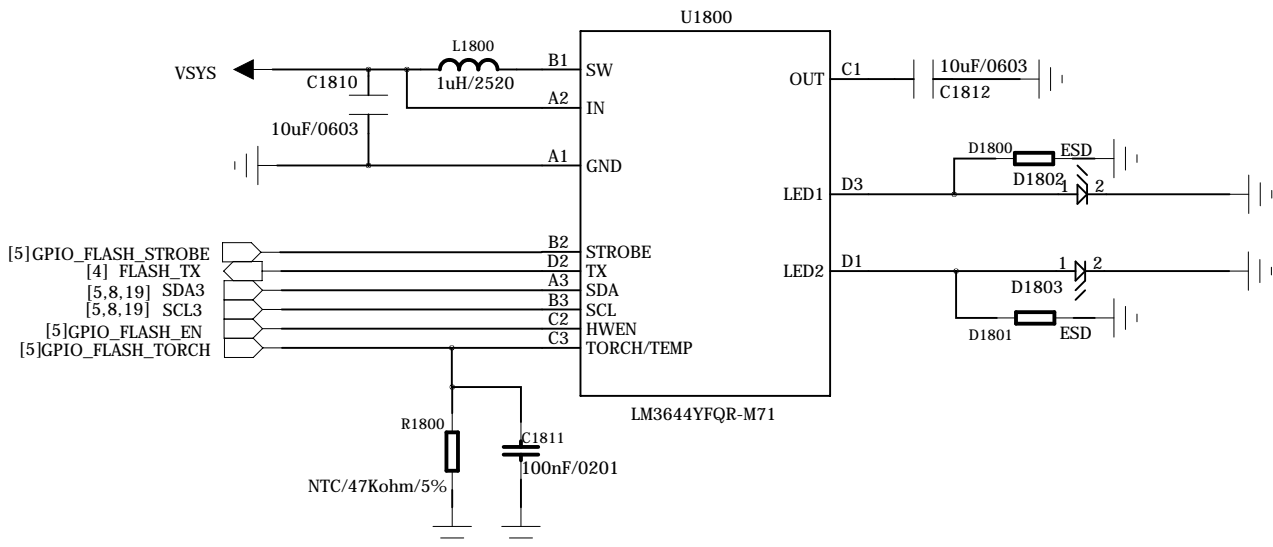 U1800
VSYS
L1800
1uH/2520
C1810
10uF/0603
B1
SW
A2
IN
A1
GND
C1
OUT
10uF/0603
C1812
D1800
ESD
D1802
D3
LED1
1
2
D1
LED2
1
2
D1803
D1801
ESD
[5]GPIO_FLASH_STROBE
B2
STROBE
[4] FLASH_TX
D2
TX
[5,8,19] SDA3
A3
SDA
[5,8,19] SCL3
B3
SCL
[5]GPIO_FLASH_EN
C2
HWEN
[5]GPIO_FLASH_TORCH
C3
TORCH/TEMP
LM3644YFQR-M71
R1800
NTC/47Kohm/5%
C1811
100nF/0201